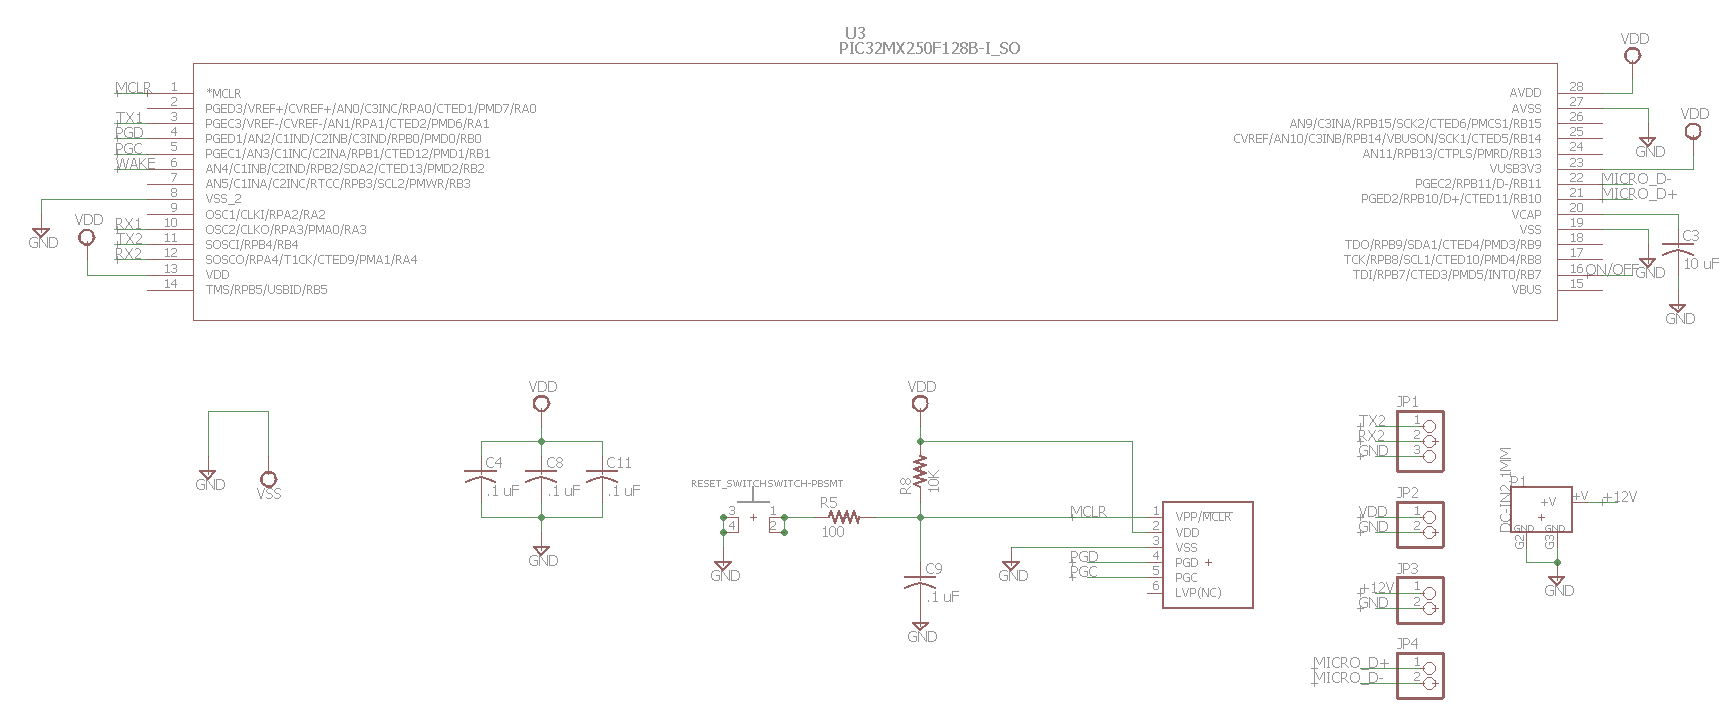 U3
PIC32MX250F128B-I_SO
MCLR 1 *MCLR
2 PGED3/VREF+/CVREF+/AN0/C3INC/RPA0/CTED1/PMD7/RA0
TX1 3 PGEC3/VREF-/CVREF-/AN1/RPA1/CTED2/PMD6/RA1
PGD 4 PGED1/AN2/C1IND/C2INB/C3IND/RPB0/PMD0/RB0
PGC 5 PGEC1/AN3/C1INC/C2INA/RPB1/CTED12/PMD1/RB1
WAKE 6 AN4/C1INB/C2IND/RPB2/SDA2/CTED13/PMD2/RB2
7 AN5/C1INA/C2INC/RTCC/RPB3/SCL2/PMWR/RB3
8 VSS_2
9 OSC1/CLKI/RPA2/RA2
RX1 10 OSC2/CLKO/RPA3/PMA0/RA3
TX2 11 SOSCI/RPB4/RB4
RX2 12 SOSCO/RPA4/T1CK/CTED9/PMA1/RA4
13 VDD
14 TMS/RPB5/USBID/RB5
GND
VDD
VDD
AVDD 28
AVSS 27
AN9/C3INA/RPB15/SCK2/CTED6/PMCS1/RB15 26
CVREF/AN10/C3INB/RPB14/VBUSON/SCK1/CTED5/RB14 25
AN11/RPB13/CTPLS/PMRD/RB13 24
VUSB3V3 23
PGEC2/RPB11/D-/RB11 22 MICRO_D-
PGED2/RPB10/D+/CTED11/RB10 21 MICRO_D+
VCAP 20
VSS 19
TDO/RPB9/SDA1/CTED4/PMD3/RB9 18
TCK/RPB8/SCL1/CTED10/PMD4/RB8 17
TDI/RPB7/CTED3/PMD5/INT0/RB7 16 ON/OFF
VBUS 15
VDD
GND
GND
C3
10 uF
GND
GND
VSS
VDD
C4
.1 uF
C8
.1 uF
C11
.1 uF
GND
VDD
R8
10K
RESET_SWITCHSWITCH-PBSMT
3 1
4 2
GND
R5
100
C9
.1 uF
GND
MCLR 1 VPP/MCLR
2 VDD
3 VSS
PGD 4 PGD
PGC 5 PGC
6 LVP(NC)
GND
JP1
TX2 1
RX2 2
GND 3
JP2
VDD 1
GND 2
JP3
+12V 1
GND 2
JP4
MICRO_D+ 1
MICRO_D- 2
P1
DC-IN2_1MM
+V +V +12V
GND GND
G2 G3
GND